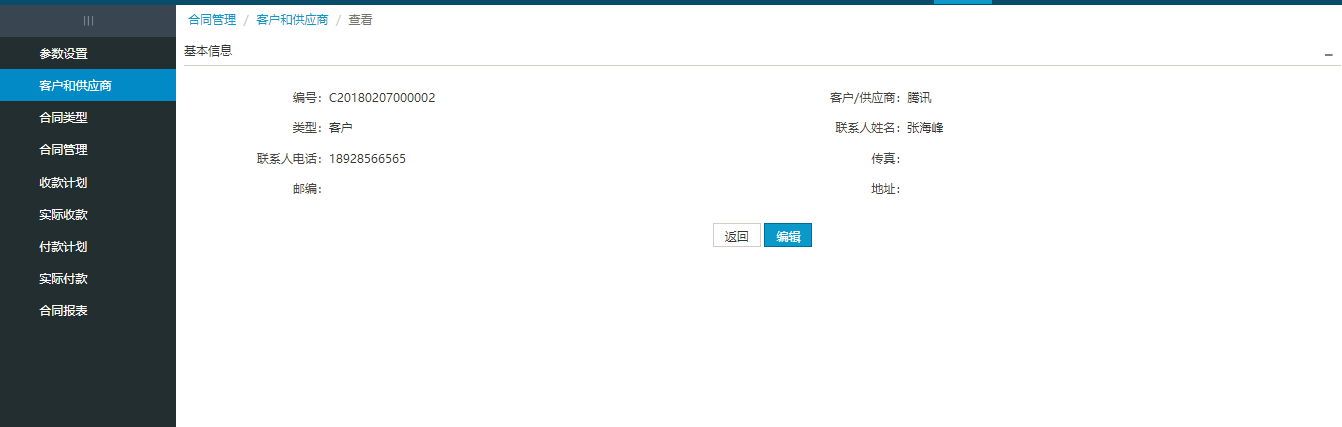 合同管理 / 客户和供应商 / 查看
参数设置
客户和供应商
合同类型
合同管理
收款计划
实际收款
付款计划
实际付款
合同报表
基本信息
编号: C20180207000002
客户/供应商: 腾讯
类型: 客户
联系人姓名: 张海峰
联系人电话: 18928566565
传真:
邮编:
地址:
返回 编辑